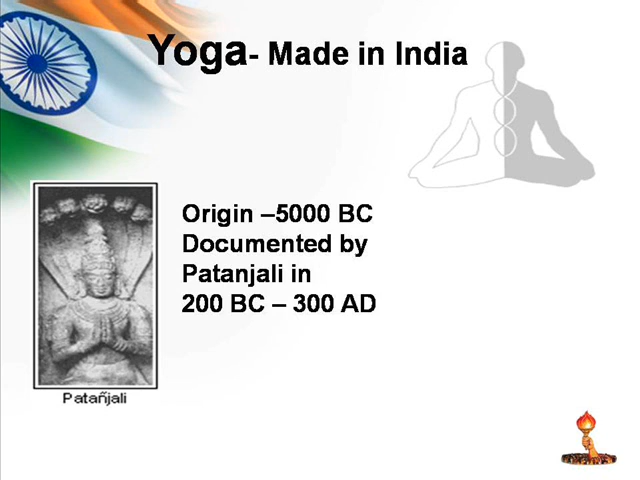 Yoga- Made in India
Origin –5000 BC
Documented by
Patanjali in
200 BC – 300 AD
Patañjali